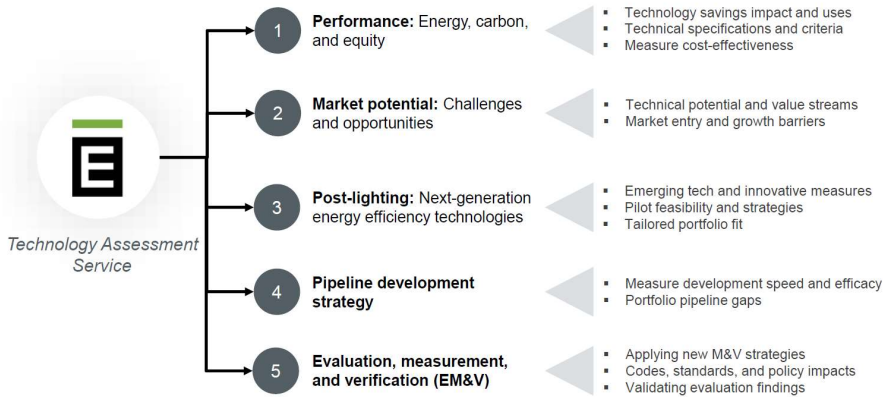 Technology Assessment
Service
1
Performance: Energy, carbon,
and equity
▪ Technology savings impact and uses
▪ Technical specifications and criteria
▪ Measure cost-effectiveness
2
Market potential: Challenges
and opportunities
▪ Technical potential and value streams
▪ Market entry and growth barriers
3
Post-lighting: Next-generation
energy efficiency technologies
▪ Emerging tech and innovative measures
▪ Pilot feasibility and strategies
▪ Tailored portfolio fit
4
Pipeline development
strategy
▪ Measure development speed and efficacy
▪ Portfolio pipeline gaps
5
Evaluation, measurement,
and verification (EM&V)
▪ Applying new M&V strategies
▪ Codes, standards, and policy impacts
▪ Validating evaluation findings